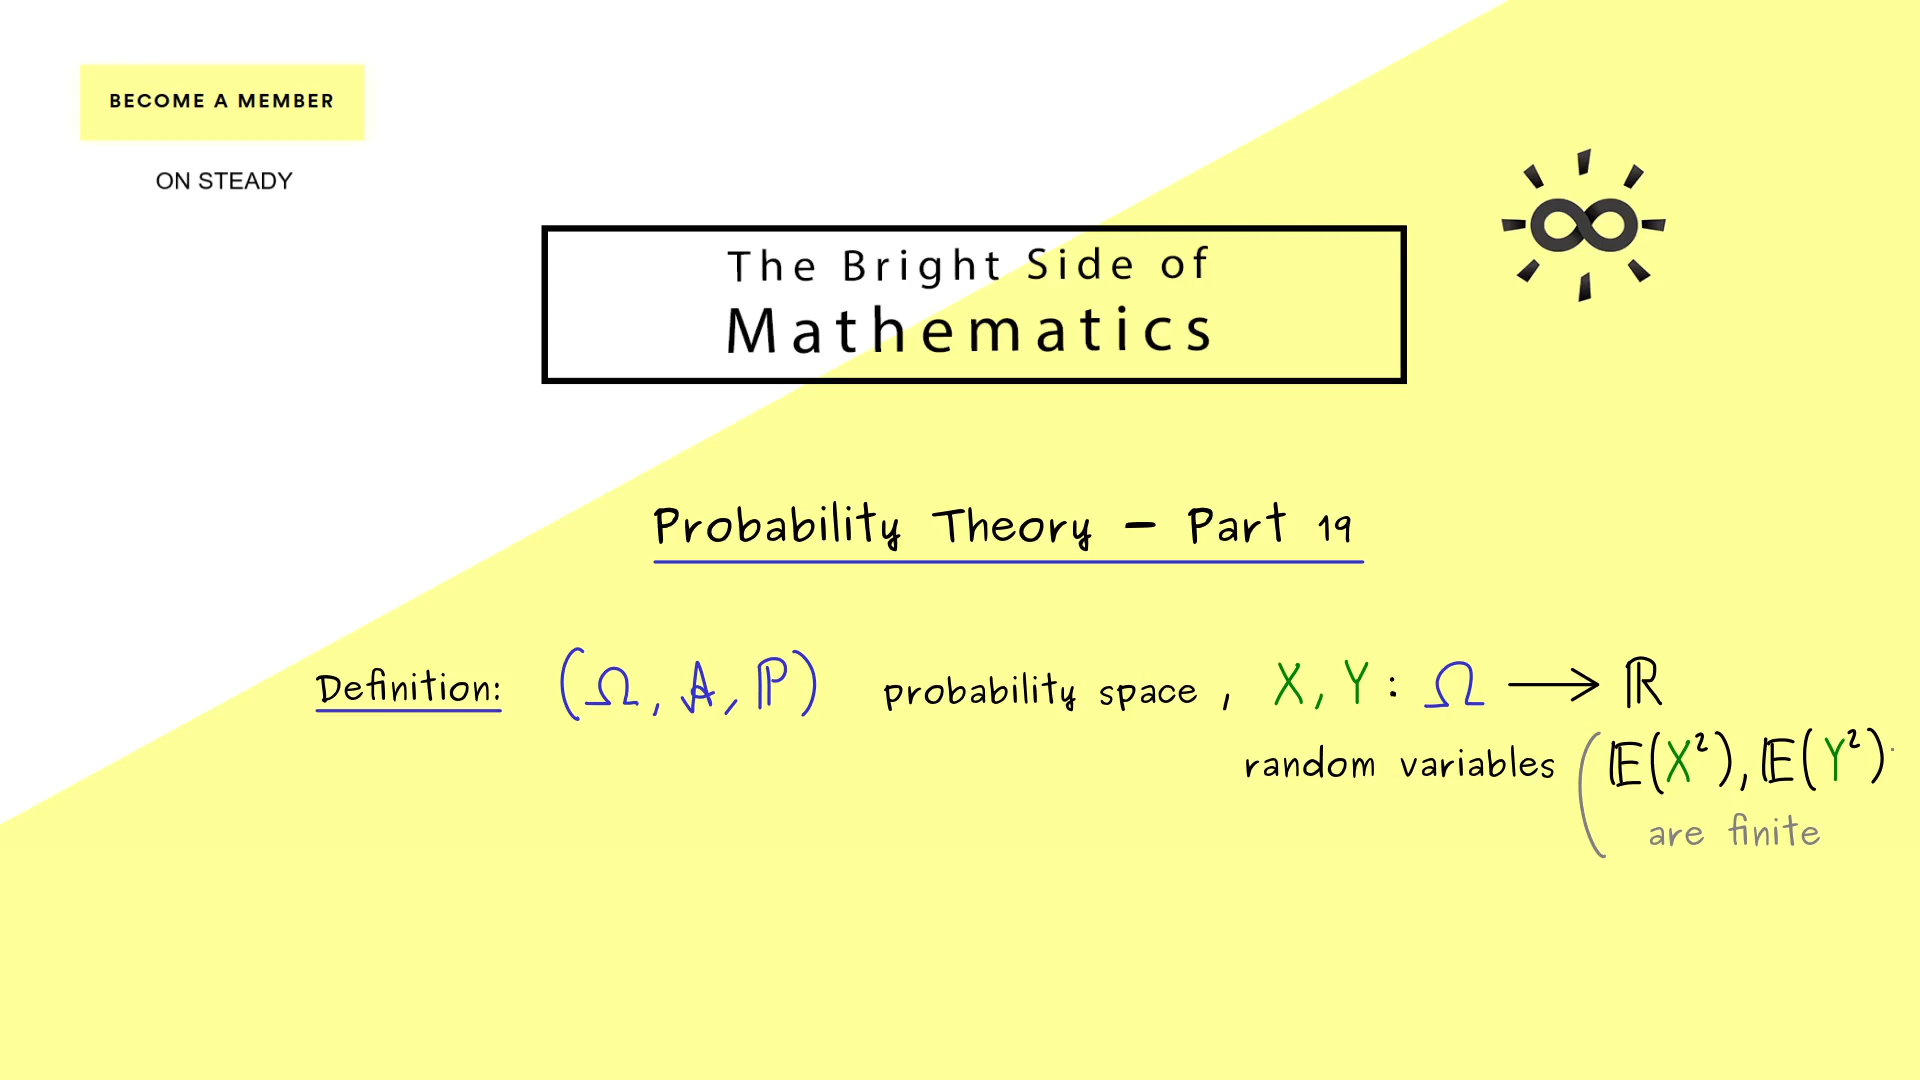 BECOME A MEMBER
ON STEADY
The Bright Side of
Mathematics
Probability Theory – Part 19
Definition: (Ω, 𝒜, ℙ) probability space , X, Y : Ω ⟶ ℝ
random variables (𝔼(X²), 𝔼(Y²)
are finite